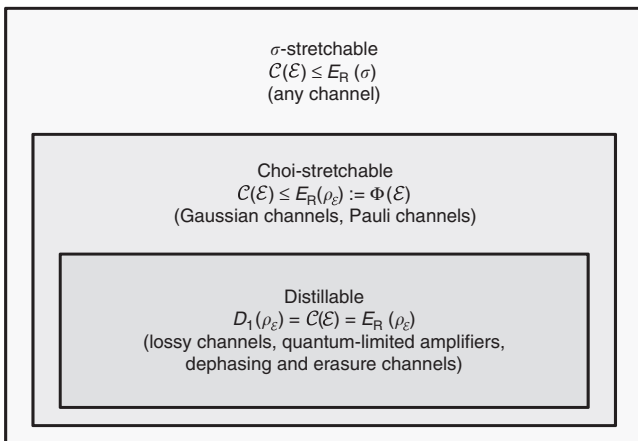 σ-stretchable
𝒞(ℰ) ≤ E_R (σ)
(any channel)
Choi-stretchable
𝒞(ℰ) ≤ E_R(ρ_ℰ) := Φ(ℰ)
(Gaussian channels, Pauli channels)
Distillable
D_1(ρ_ℰ) = 𝒞(ℰ) = E_R (ρ_ℰ)
(lossy channels, quantum-limited amplifiers,
dephasing and erasure channels)